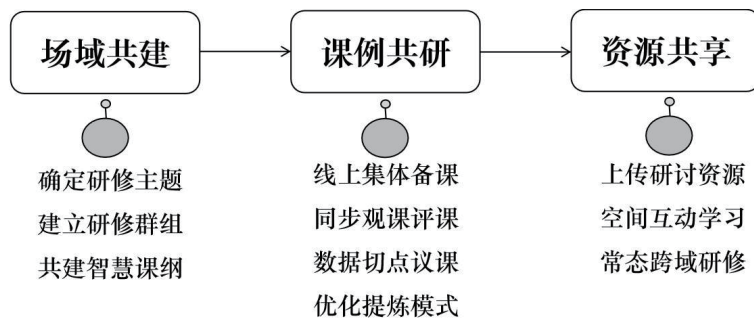 场域共建
课例共研
资源共享
确定研修主题
建立研修群组
共建智慧课纲
线上集体备课
同步观课评课
数据切点议课
优化提炼模式
上传研讨资源
空间互动学习
常态跨域研修